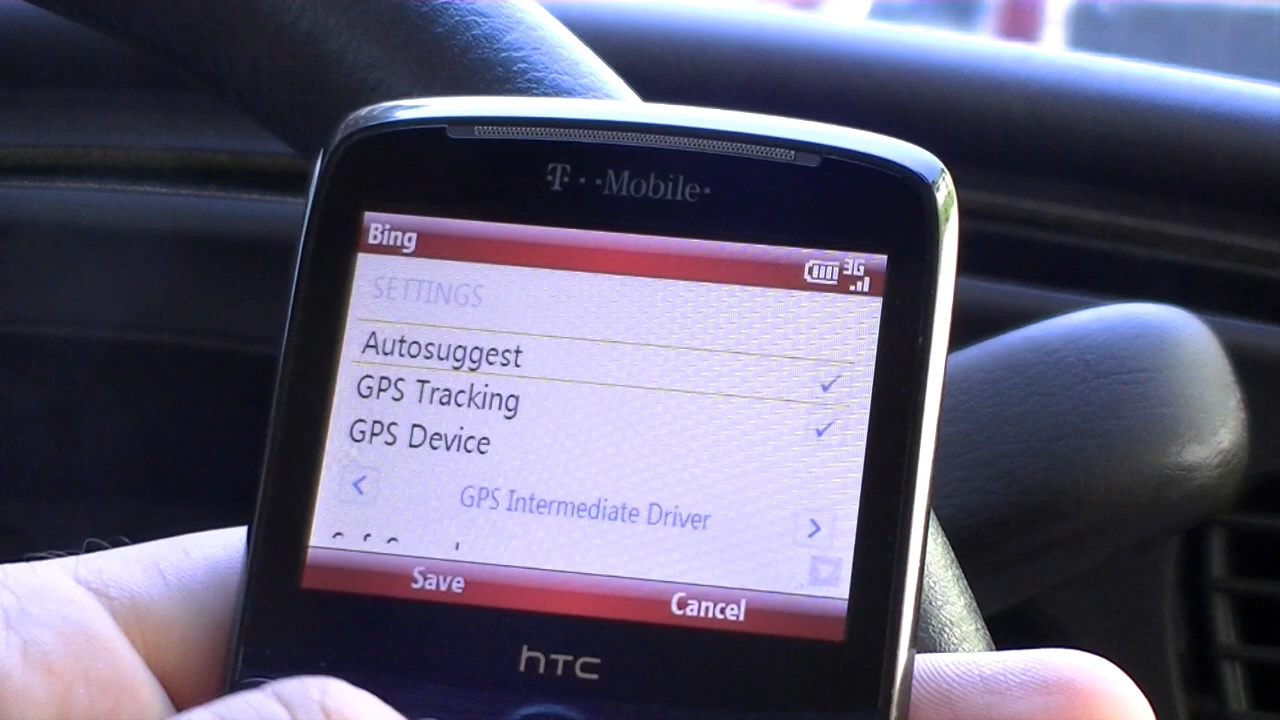 T··Mobile·
Bing
3G
SETTINGS
Autosuggest
GPS Tracking
GPS Device
< GPS Intermediate Driver >
Save Cancel
hTC